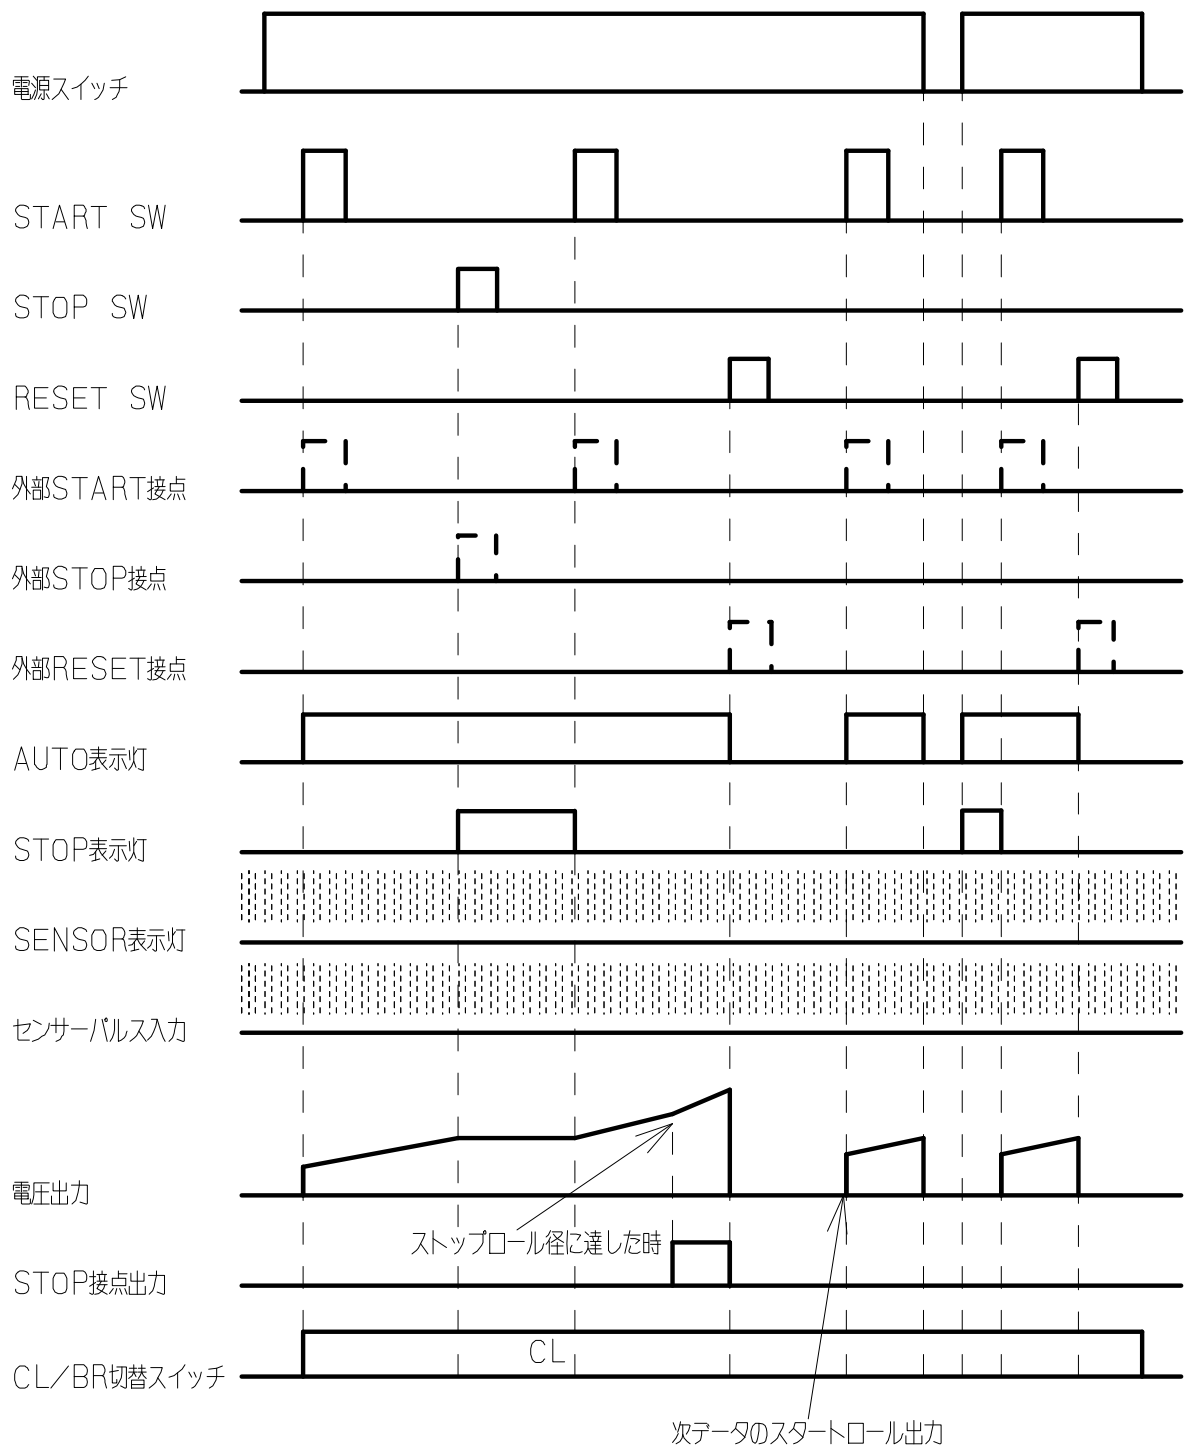 電源スイッチ
START SW
STOP SW
RESET SW
外部START接点
外部STOP接点
外部RESET接点
AUTO表示灯
STOP表示灯
SENSOR表示灯
センサーパルス入力
電圧出力
ストップロール径に達した時
STOP接点出力
CL
CL/BR切替スイッチ
次データのスタートロール出力